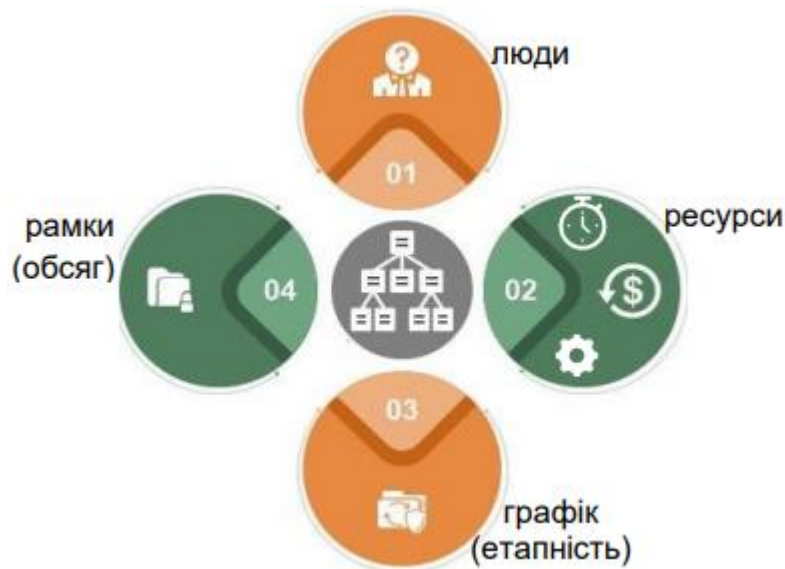 люди
01
ресурси
02
03
графік
(етапність)
рамки
(обсяг)
04
?
$